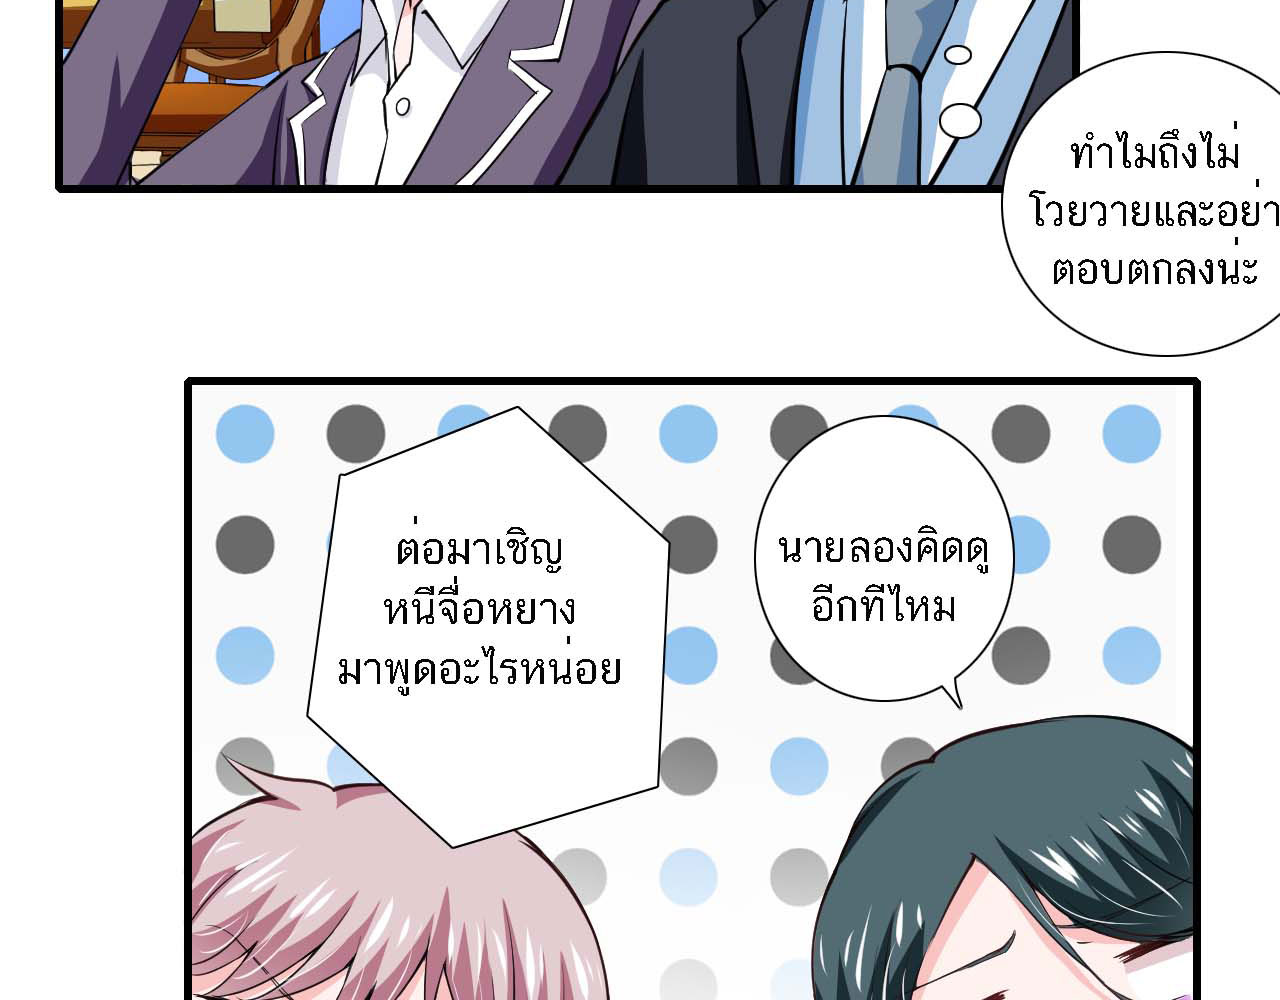 ทำไมถึงไม่
โวยวายและอย่า
ตอบตกลงน่ะ
ต่อมาเชิญ
หนีจื่อหยาง
มาพูดอะไรหน่อย
นายลองคิดดู
อีกทีไหม